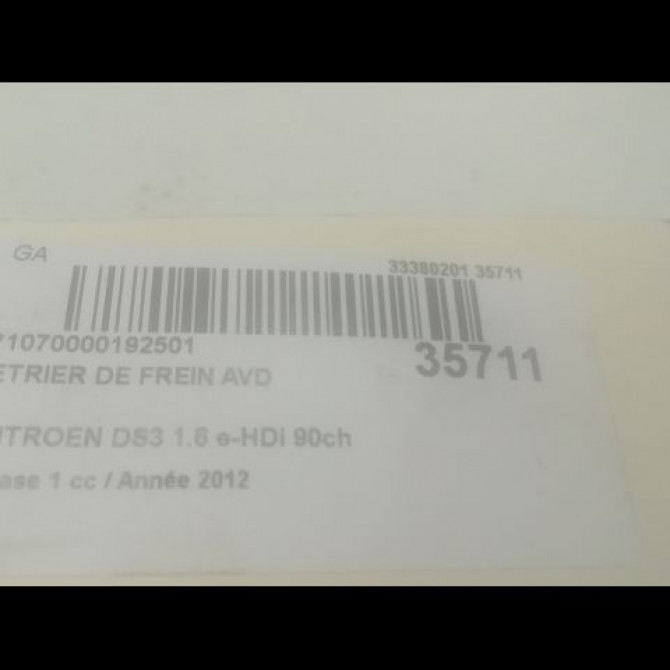 GA
33380201 35711
71070000192501
35711
ETRIER DE FREIN AVD
ITROEN DS3 1.6 e-HDi 90ch
ase 1 cc / Année 2012